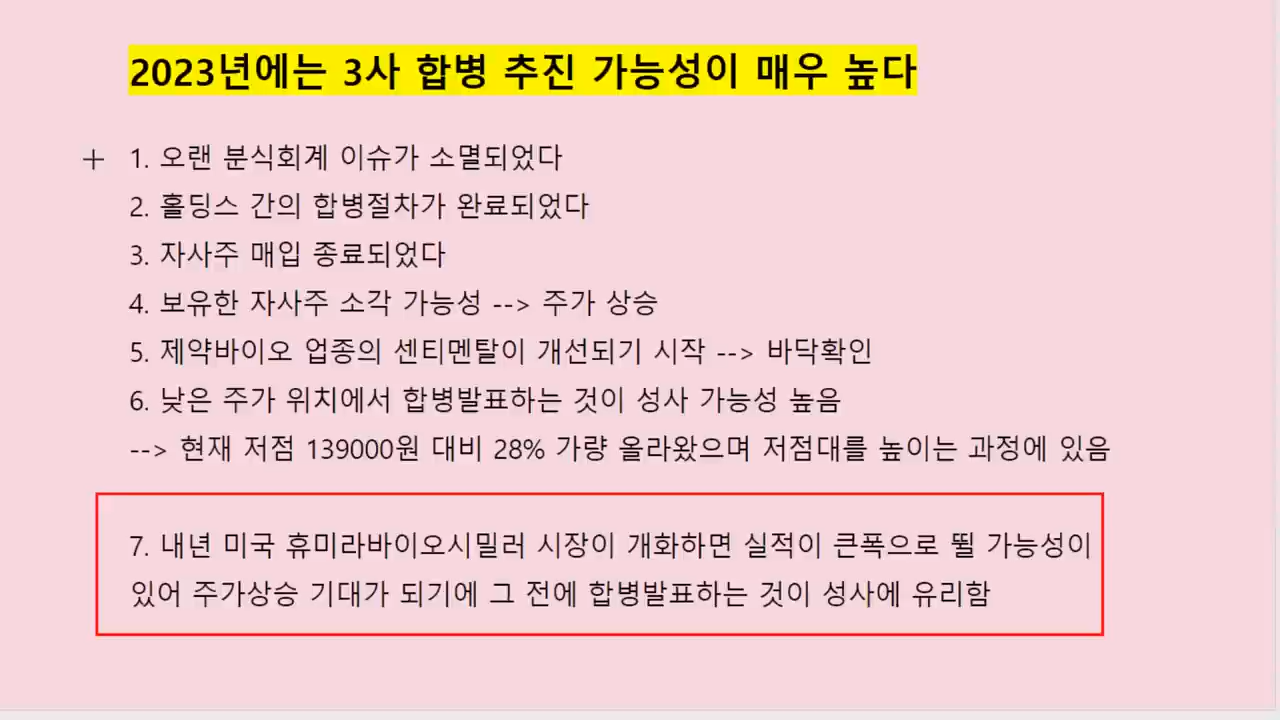 2023년에는 3사 합병 추진 가능성이 매우 높다
1. 오랜 분식회계 이슈가 소멸되었다
2. 홀딩스 간의 합병절차가 완료되었다
3. 자사주 매입 종료되었다
4. 보유한 자사주 소각 가능성 --> 주가 상승
5. 제약바이오 업종의 센티멘탈이 개선되기 시작 --> 바닥확인
6. 낮은 주가 위치에서 합병발표하는 것이 성사 가능성 높음
--> 현재 저점 139000원 대비 28% 가량 올라왔으며 저점대를 높이는 과정에 있음
7. 내년 미국 휴미라바이오시밀러 시장이 개화하면 실적이 큰폭으로 뛸 가능성이
있어 주가상승 기대가 되기에 그 전에 합병발표하는 것이 성사에 유리함